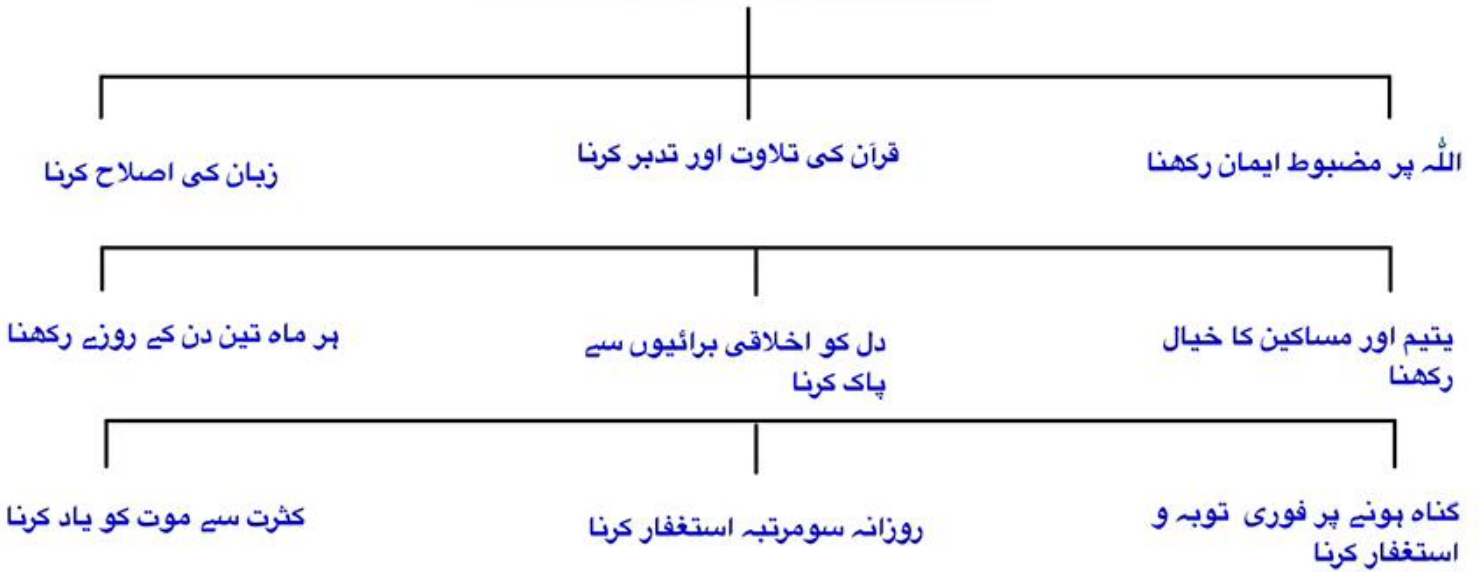 اللّٰہ پر مضبوط ایمان رکھنا
قرآن کی تلاوت اور تدبر کرنا
زبان کی اصلاح کرنا
یتیم اور مساکین کا خیال
رکھنا
دل کو اخلاقی برائیوں سے
پاک کرنا
ہر ماہ تین دن کے روزے رکھنا
گناہ ہونے پر فوری توبہ و
استغفار کرنا
روزانہ سومرتبہ استغفار کرنا
کثرت سے موت کو یاد کرنا